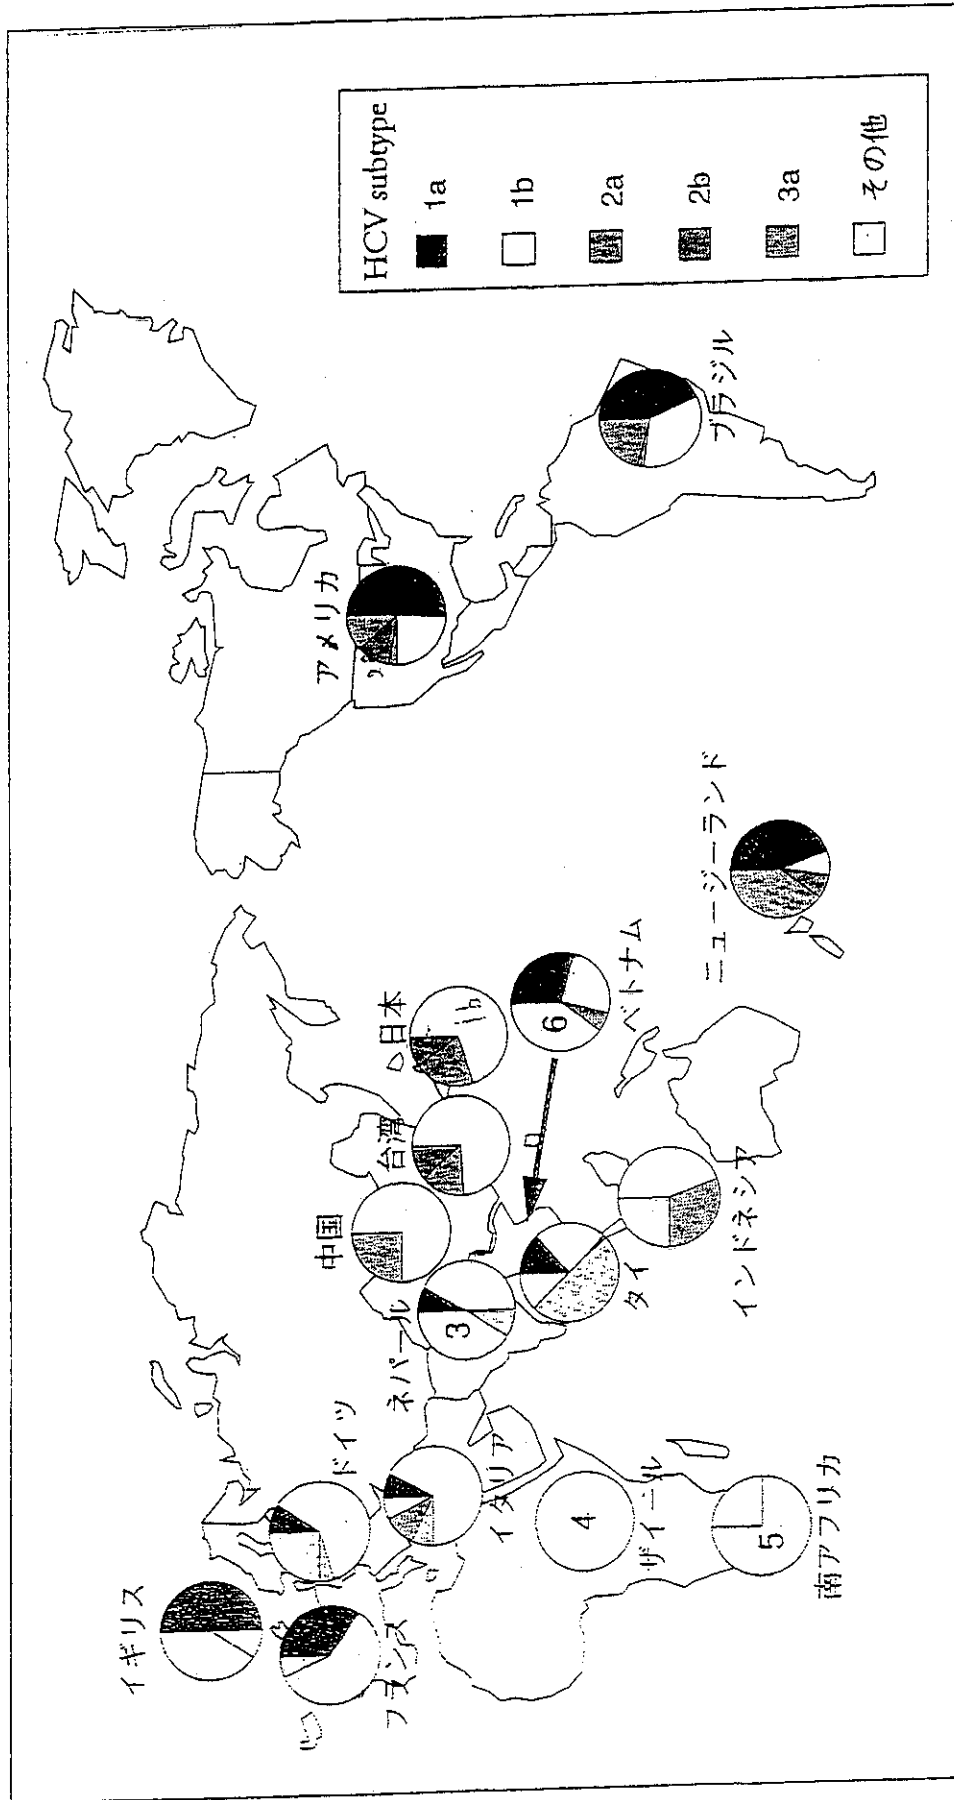 イギリス
フランス
ドイツ
イタリア
ザイール
4
南アフリカ
5
ネパール
3
中国
台湾
日本
1b
タイ
ベトナム
6
インドネシア
ニュージーランド
アメリカ
ブラジル
HCV subtype
1a
1b
2a
2b
3a
その他